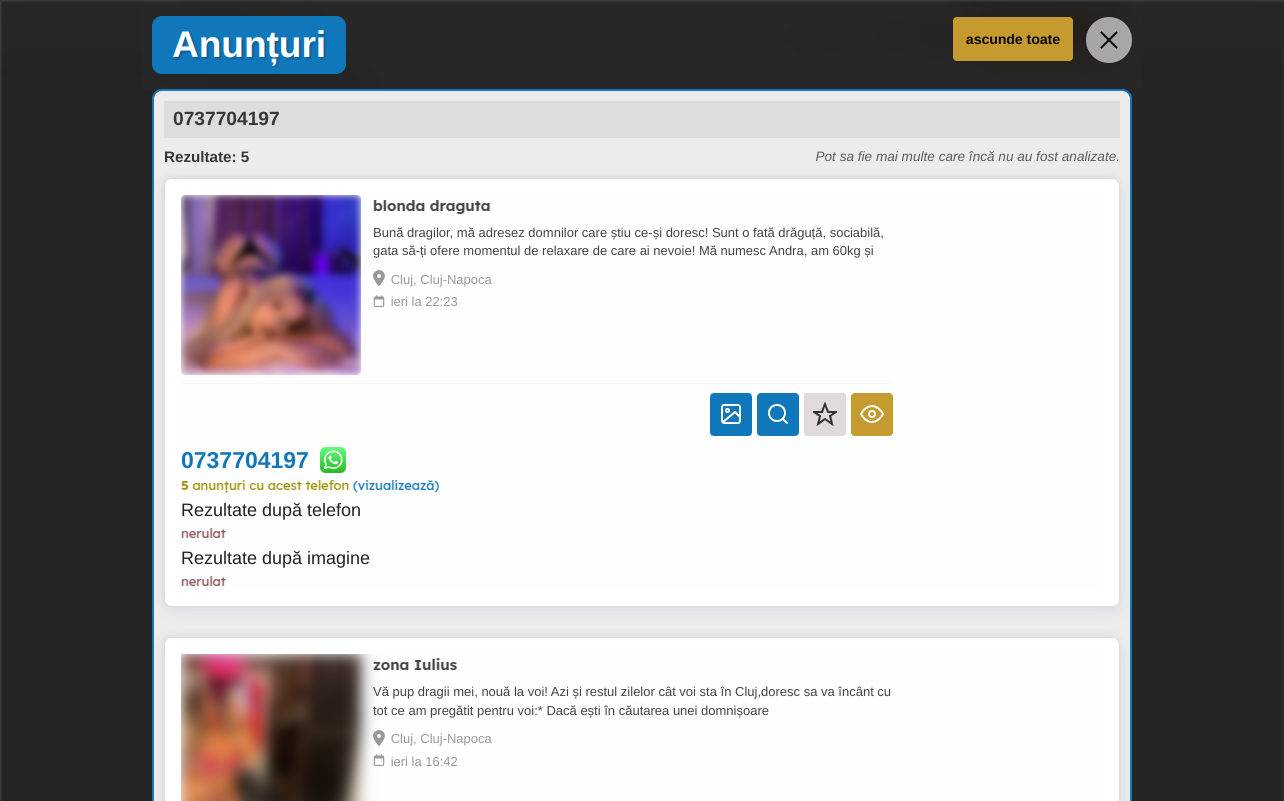 Anunțuri
ascunde toate
0737704197
Rezultate: 5
Pot sa fie mai multe care încă nu au fost analizate.
blonda draguta
Bună dragilor, mă adresez domnilor care știu ce-și doresc! Sunt o fată drăguță, sociabilă,
gata să-ți ofere momentul de relaxare de care ai nevoie! Mă numesc Andra, am 60kg și
Cluj, Cluj-Napoca
ieri la 22:23
0737704197
5 anunțuri cu acest telefon (vizualizează)
Rezultate după telefon
nerulat
Rezultate după imagine
nerulat
zona Iulius
Vă pup dragii mei, nouă la voi! Azi și restul zilelor cât voi sta în Cluj,doresc sa va încânt cu
tot ce am pregătit pentru voi:* Dacă ești în căutarea unei domnișoare
Cluj, Cluj-Napoca
ieri la 16:42